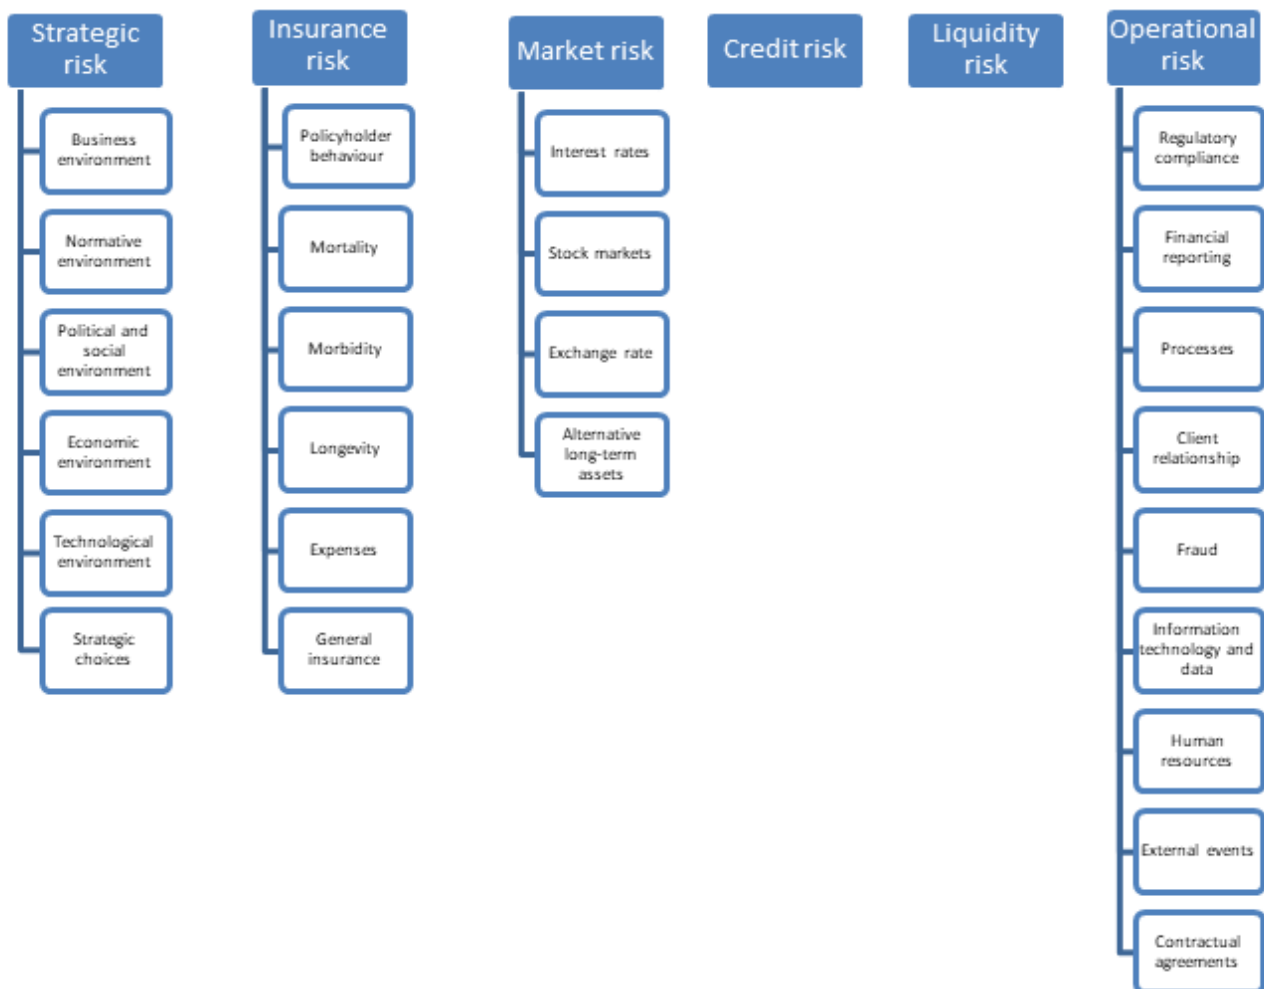 Strategic
risk
Business
environment
Normative
environment
Political and
social
environment
Economic
environment
Technological
environment
Strategic
choices
Insurance
risk
Policyholder
behaviour
Mortality
Morbidity
Longevity
Expenses
General
insurance
Market risk
Interest rates
Stock markets
Exchange rate
Alternative
long-term
assets
Credit risk
Liquidity
risk
Operational
risk
Regulatory
compliance
Financial
reporting
Processes
Client
relationship
Fraud
Information
technology and
data
Human
resources
External events
Contractual
agreements